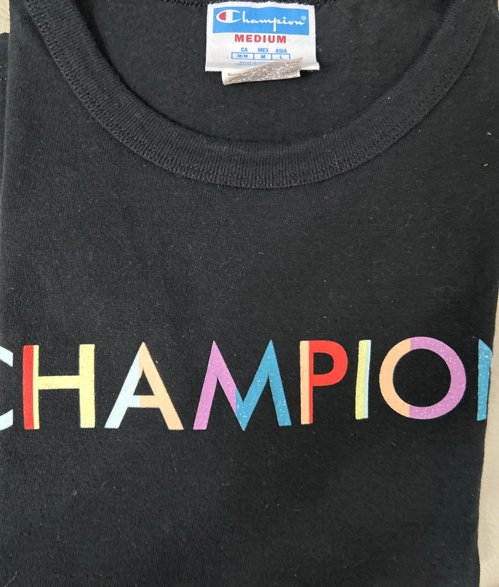 Champion
MEDIUM
CA MEX ASIA
M/M M L
CHAMPION